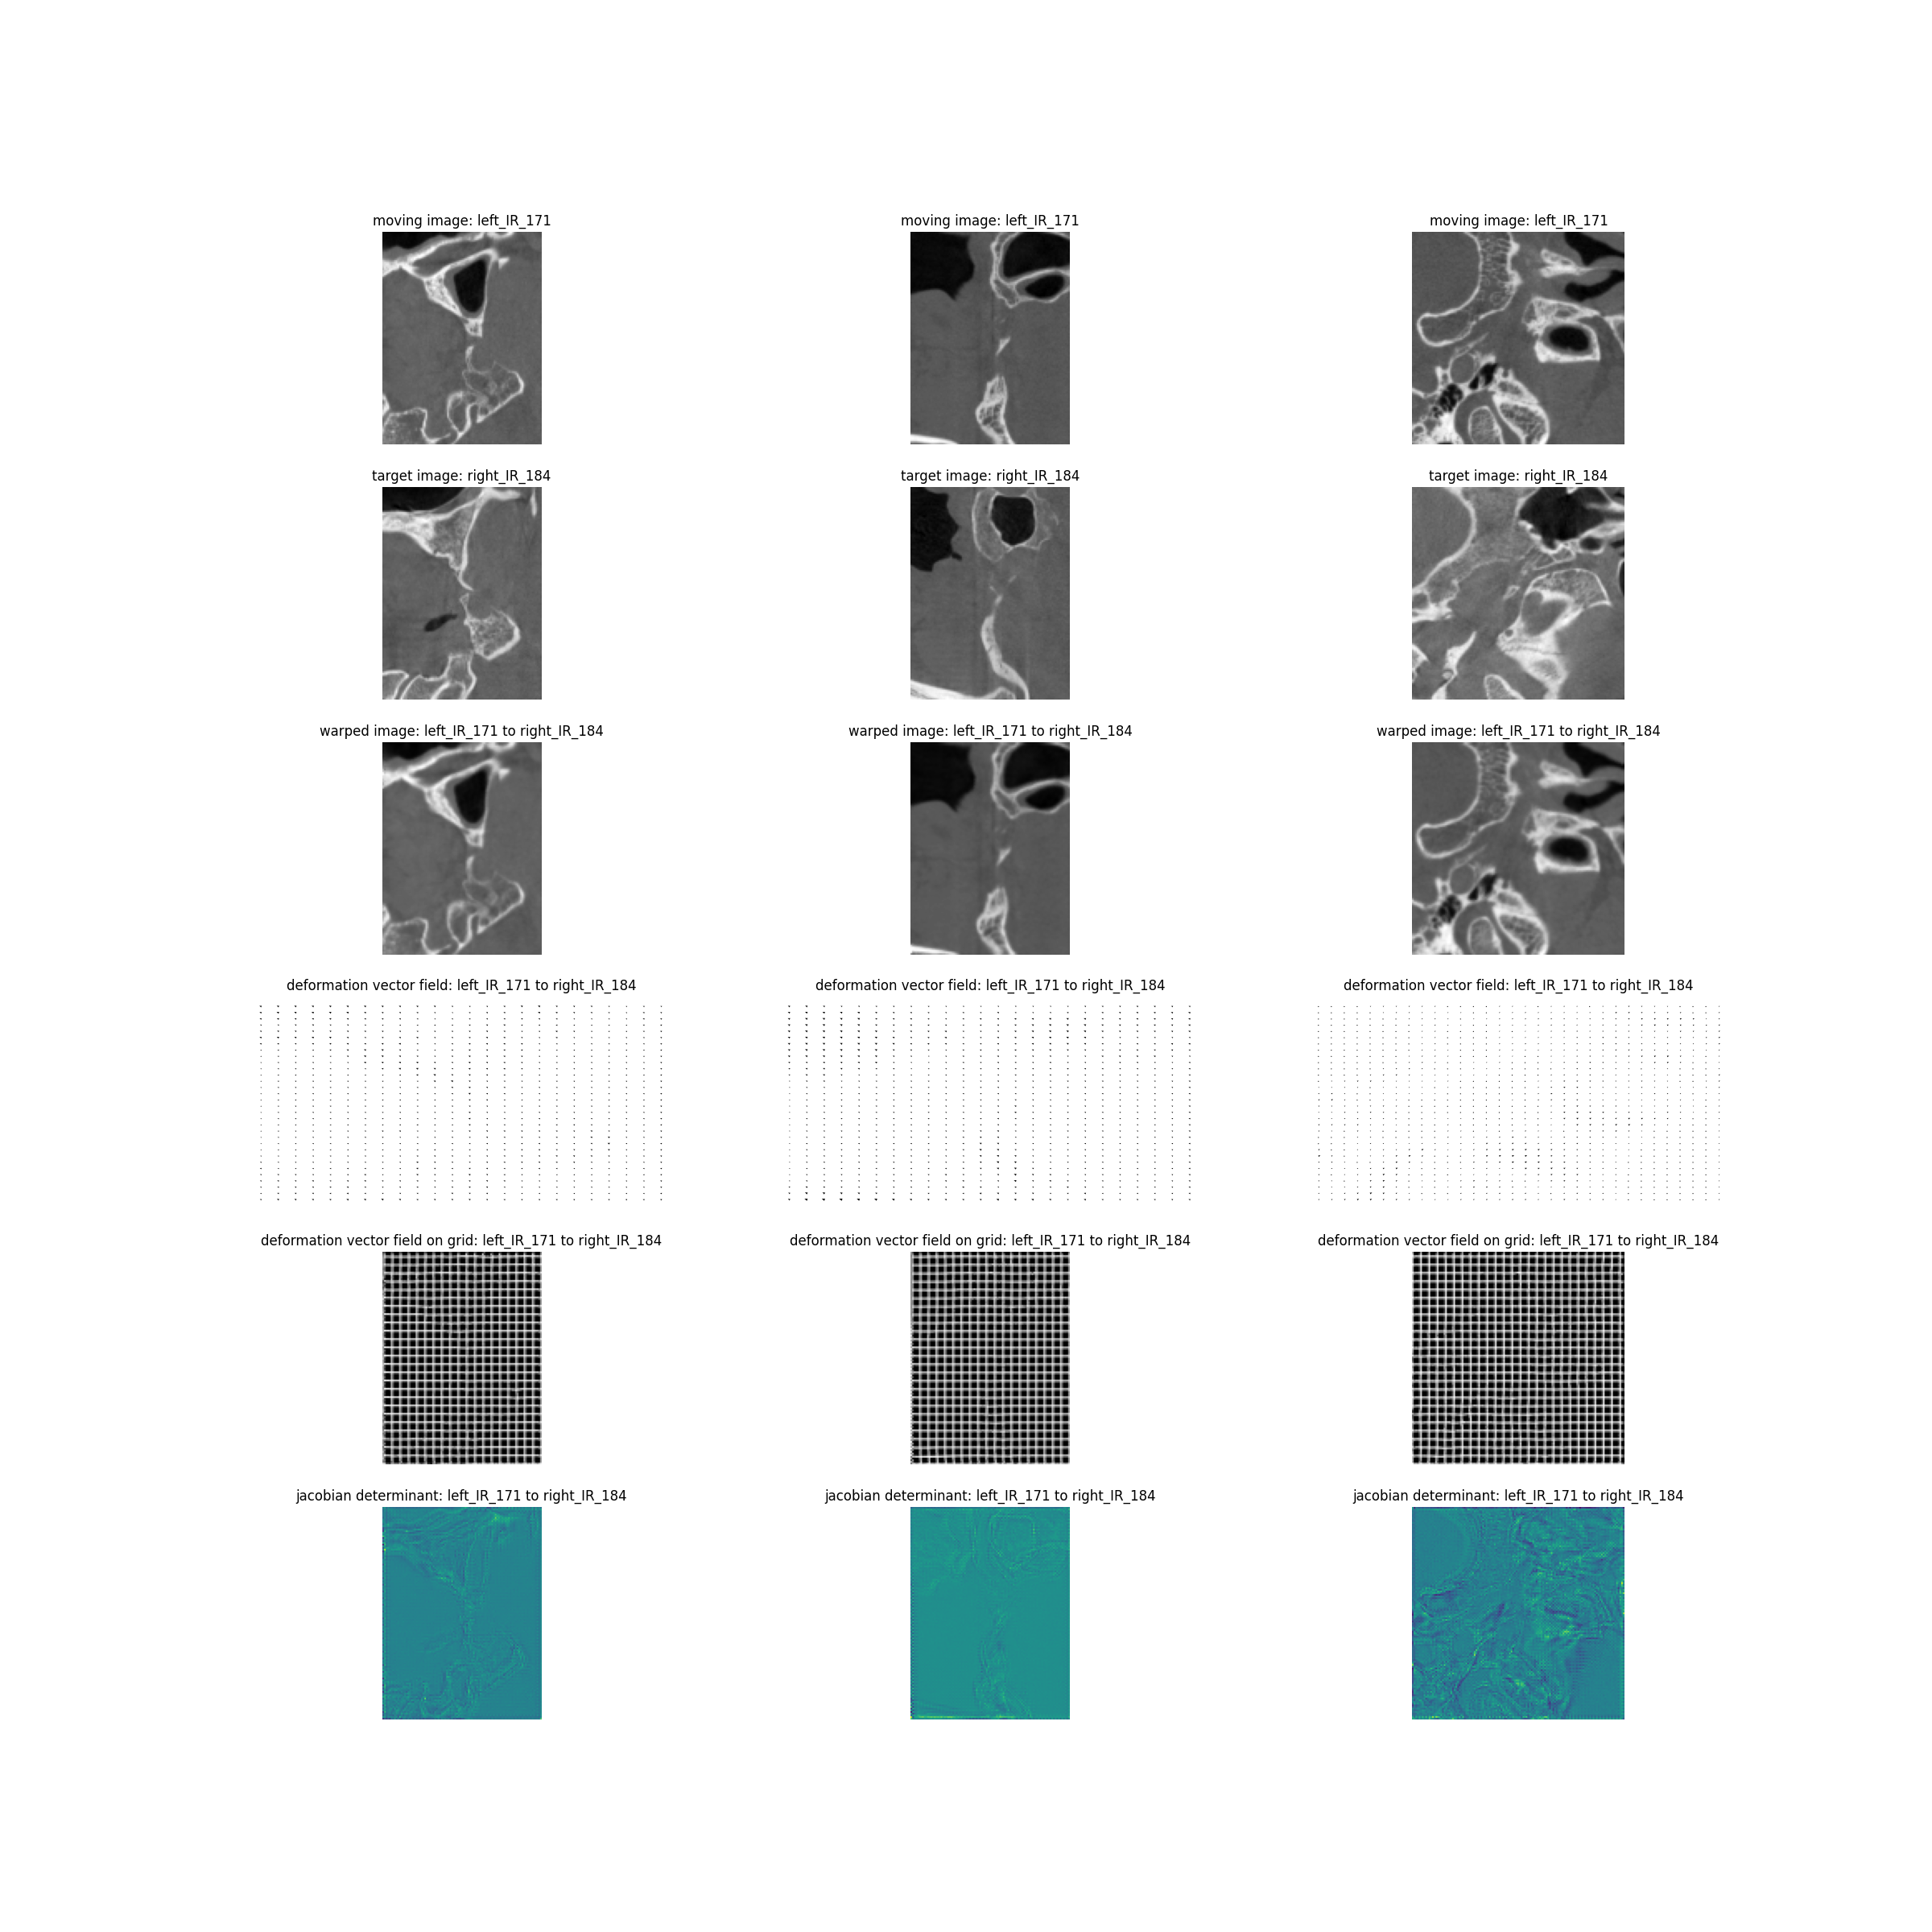 moving image: left_IR_171
moving image: left_IR_171
moving image: left_IR_171
target image: right_IR_184
target image: right_IR_184
target image: right_IR_184
warped image: left_IR_171 to right_IR_184
warped image: left_IR_171 to right_IR_184
warped image: left_IR_171 to right_IR_184
deformation vector field: left_IR_171 to right_IR_184
deformation vector field: left_IR_171 to right_IR_184
deformation vector field: left_IR_171 to right_IR_184
deformation vector field on grid: left_IR_171 to right_IR_184
deformation vector field on grid: left_IR_171 to right_IR_184
deformation vector field on grid: left_IR_171 to right_IR_184
jacobian determinant: left_IR_171 to right_IR_184
jacobian determinant: left_IR_171 to right_IR_184
jacobian determinant: left_IR_171 to right_IR_184